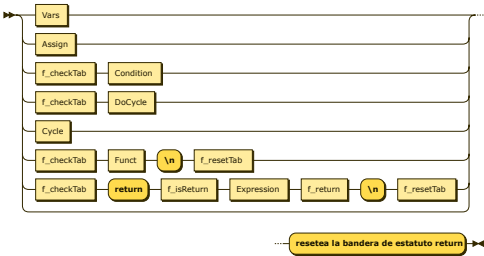 Vars
Assign
f_checkTab Condition
f_checkTab DoCycle
Cycle
f_checkTab Funct \n f_resetTab
f_checkTab return f_isReturn Expression f_return \n f_resetTab
resetea la bandera de estatuto return